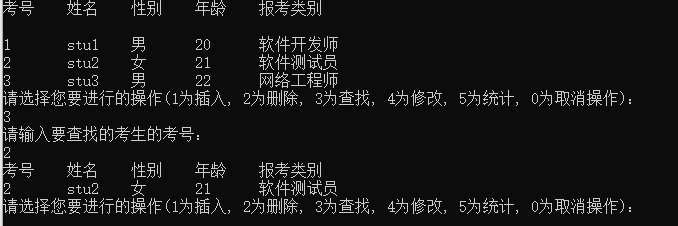 考号 姓名 性别 年龄 报考类别
1 stu1 男 20 软件开发师
2 stu2 女 21 软件测试员
3 stu3 男 22 网络工程师
请选择您要进行的操作(1为插入, 2为删除, 3为查找, 4为修改, 5为统计, 0为取消操作):
3
请输入要查找的考生的考号:
2
考号 姓名 性别 年龄 报考类别
2 stu2 女 21 软件测试员
请选择您要进行的操作(1为插入, 2为删除, 3为查找, 4为修改, 5为统计, 0为取消操作):